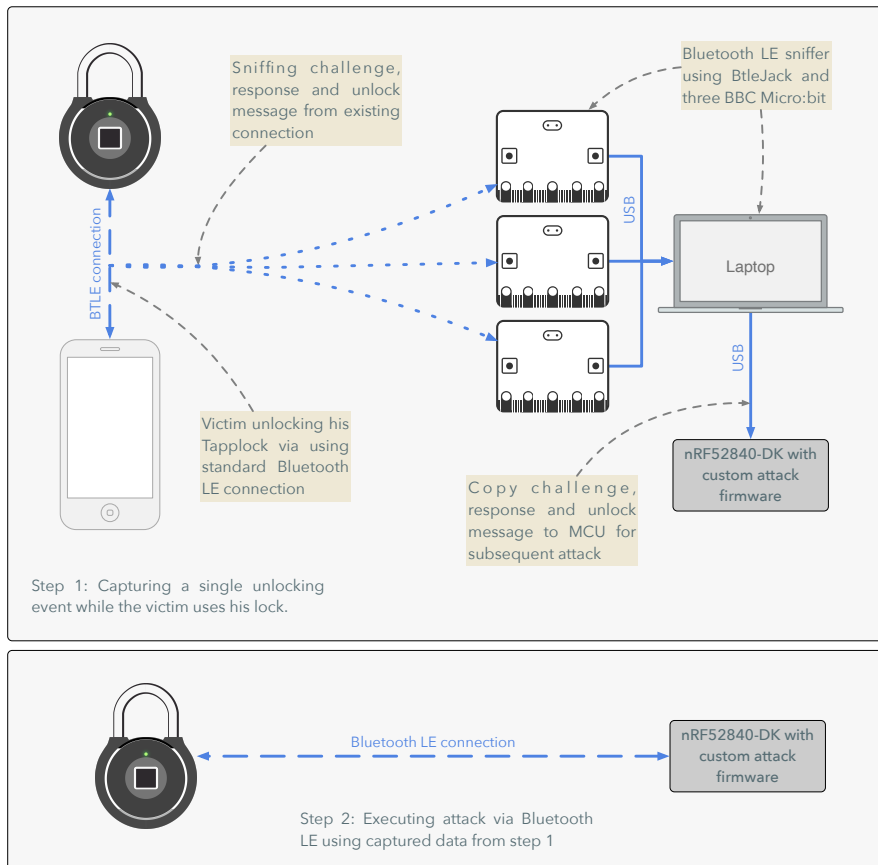 Sniffing challenge,
response and unlock
message from existing
connection
Bluetooth LE sniffer
using BtleJack and
three BBC Micro:bit
BTLE connection
USB
Laptop
USB
Victim unlocking his
Tapplock via using
standard Bluetooth
LE connection
nRF52840-DK with
custom attack
firmware
Copy challenge,
response and unlock
message to MCU for
subsequent attack
Step 1: Capturing a single unlocking
event while the victim uses his lock.
Bluetooth LE connection
nRF52840-DK with
custom attack
firmware
Step 2: Executing attack via Bluetooth
LE using captured data from step 1